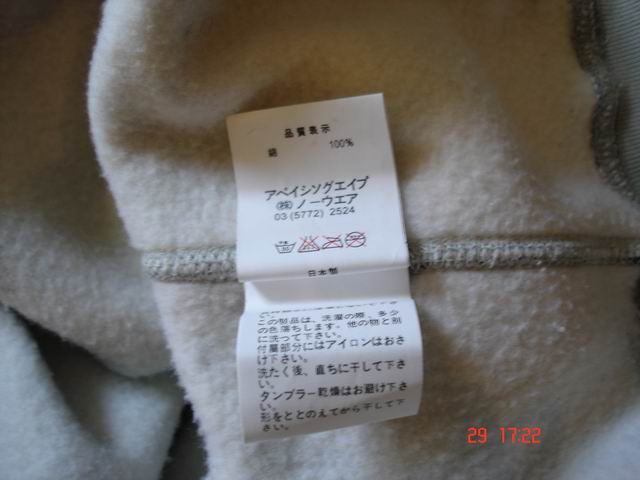 品質表示
綿 100%
アベイシングエイプ
(株) ノーウエア
03 (5772) 2524
日本製
この製品は、洗濯の際、多少
の色落ちします。他の物と別
に洗って下さい。
付属部分にはアイロンはおさ
け下さい。
洗たく後、直ちに干して下さ
い。
タンブラー乾燥はお避け下さ
い。
形をととのえてから干して下
さい。
29 17:22